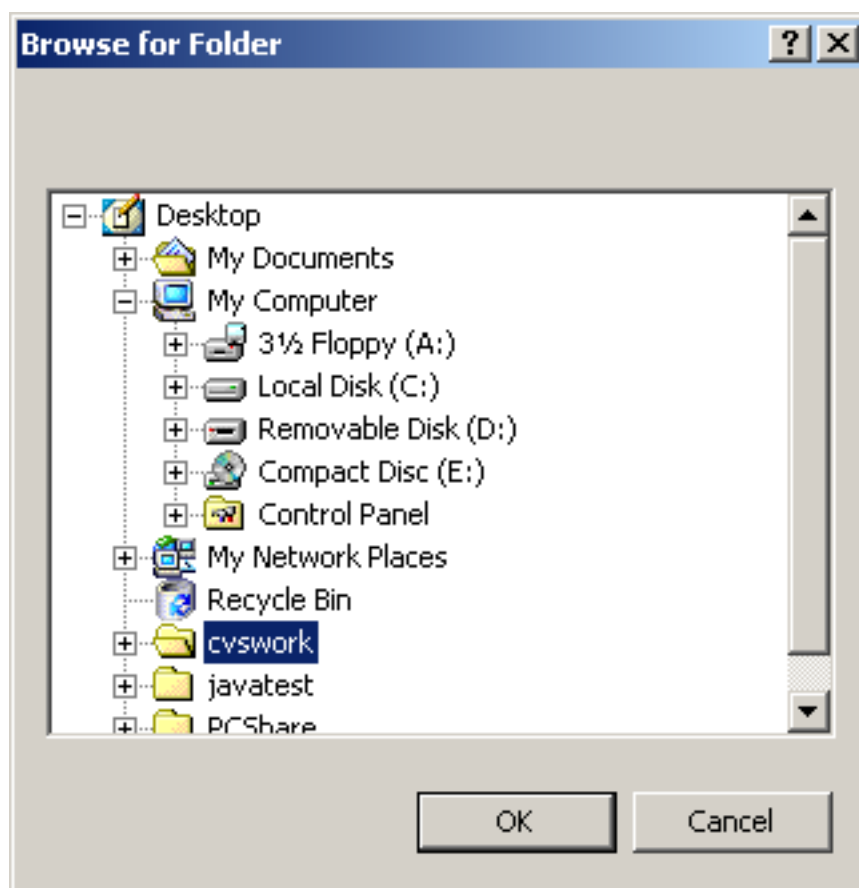 Browse for Folder
Desktop
My Documents
My Computer
3½ Floppy (A:)
Local Disk (C:)
Removable Disk (D:)
Compact Disc (E:)
Control Panel
My Network Places
Recycle Bin
cvswork
javatest
PCShare
OK Cancel